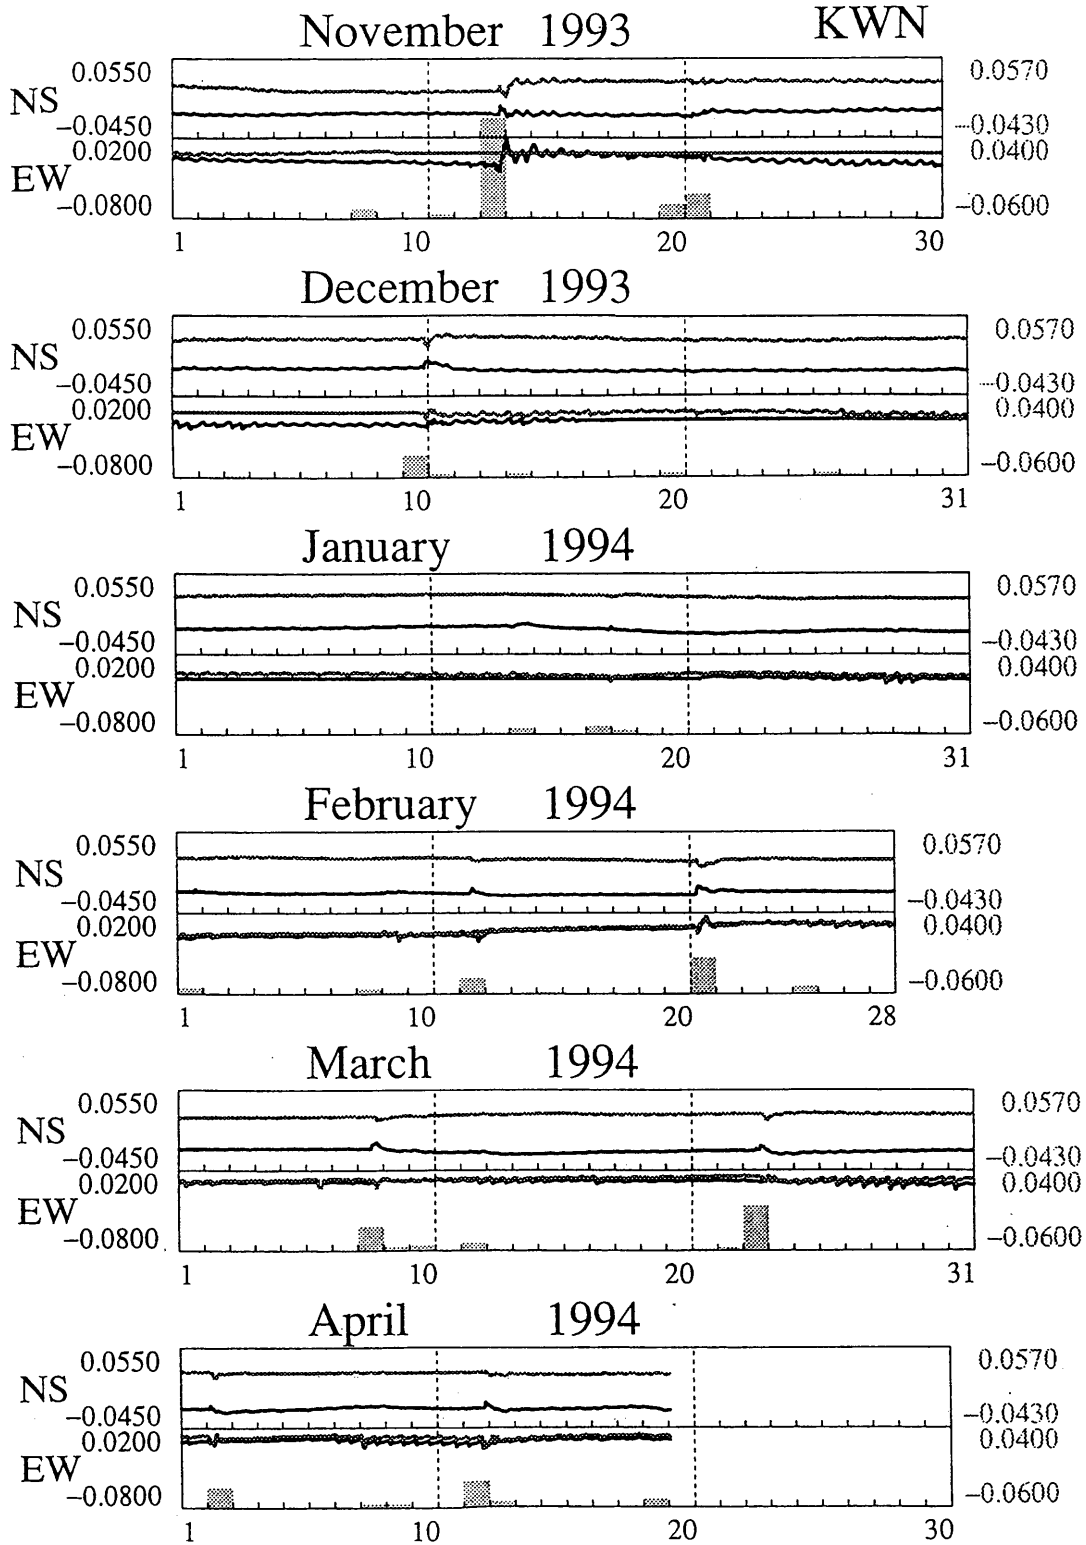 November 1993 KWN
0.0550 0.0570
NS
−0.0450 −0.0430
0.0200 0.0400
EW
−0.0800 −0.0600
1 10 20 30
December 1993
0.0550 0.0570
NS
−0.0450 −0.0430
0.0200 0.0400
EW
−0.0800 −0.0600
1 10 20 31
January 1994
0.0550 0.0570
NS
−0.0450 −0.0430
0.0200 0.0400
EW
−0.0800 −0.0600
1 10 20 31
February 1994
0.0550 0.0570
NS
−0.0450 −0.0430
0.0200 0.0400
EW
−0.0800 −0.0600
1 10 20 28
March 1994
0.0550 0.0570
NS
−0.0450 −0.0430
0.0200 0.0400
EW
−0.0800 −0.0600
1 10 20 31
April 1994
0.0550 0.0570
NS
−0.0450 −0.0430
0.0200 0.0400
EW
−0.0800 −0.0600
1 10 20 30